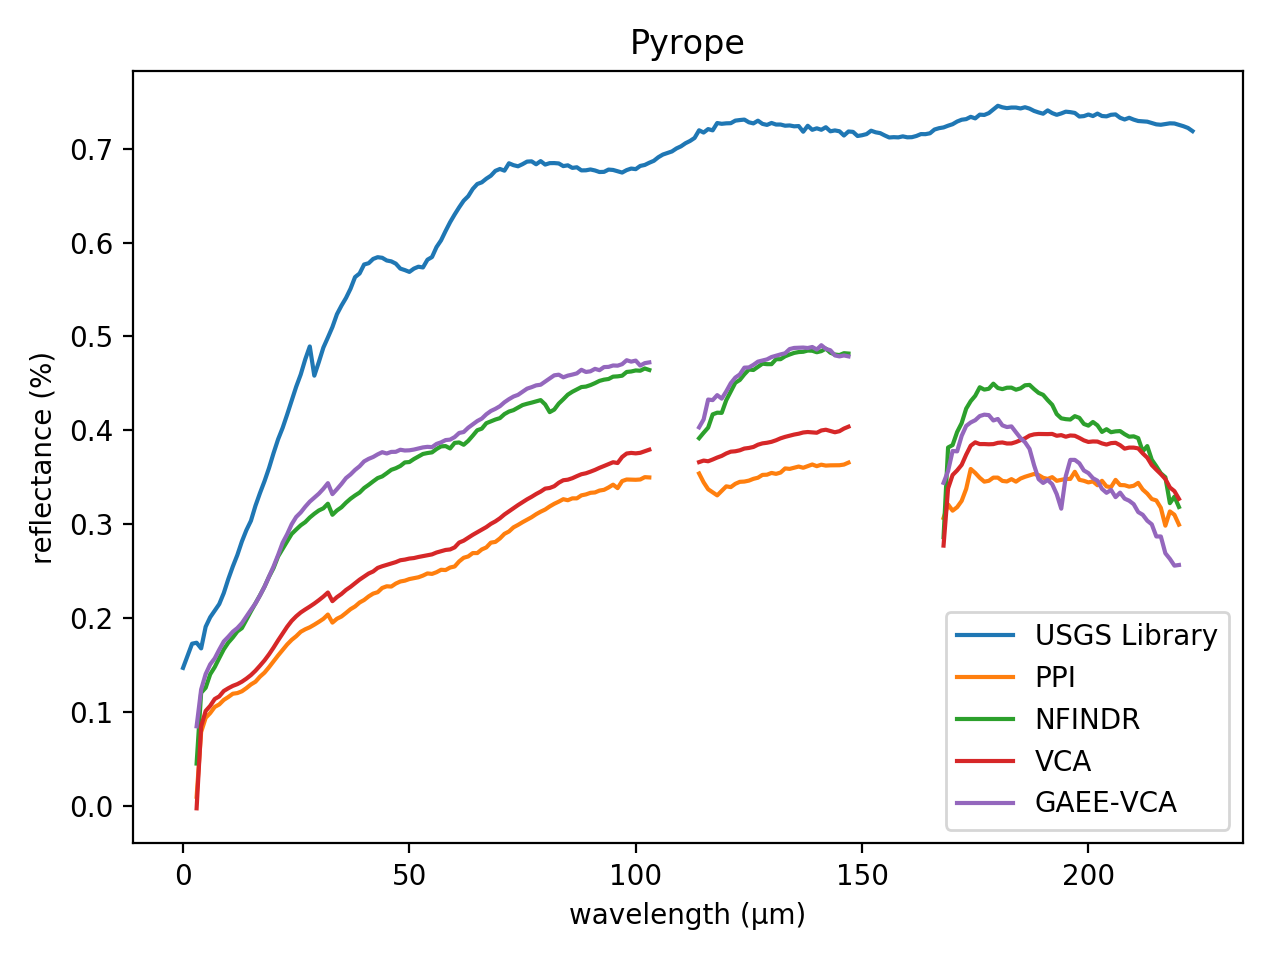 Pyrope
reflectance (%)
0.7
0.6
0.5
0.4
0.3
0.2
0.1
0.0
0 50 100 150 200
wavelength (µm)
USGS Library
PPI
NFINDR
VCA
GAEE-VCA